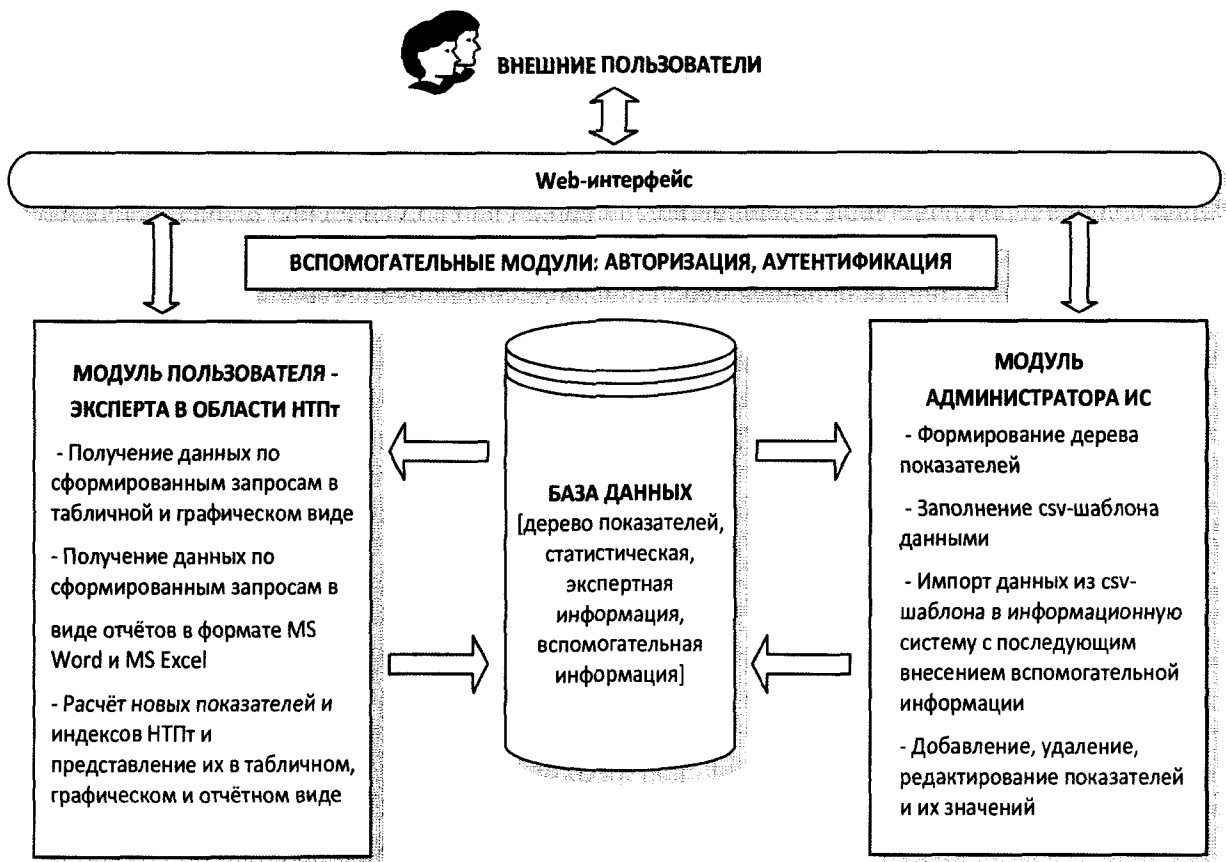 ВНЕШНИЕ ПОЛЬЗОВАТЕЛИ
Web-интерфейс
ВСПОМОГАТЕЛЬНЫЕ МОДУЛИ: АВТОРИЗАЦИЯ, АУТЕНТИФИКАЦИЯ
МОДУЛЬ ПОЛЬЗОВАТЕЛЯ -
ЭКСПЕРТА В ОБЛАСТИ НТПт
- Получение данных по
сформированным запросам в
табличной и графическом виде
- Получение данных по
сформированным запросам в
виде отчётов в формате MS
Word и MS Excel
- Расчёт новых показателей и
индексов НТПт и
представление их в табличном,
графическом и отчётном виде
БАЗА ДАННЫХ
[дерево показателей,
статистическая,
экспертная
информация,
вспомогательная
информация]
МОДУЛЬ
АДМИНИСТРАТОРА ИС
- Формирование дерева
показателей
- Заполнение csv-шаблона
данными
- Импорт данных из csv-
шаблона в информационную
систему с последующим
внесением вспомогательной
информации
- Добавление, удаление,
редактирование показателей
и их значений